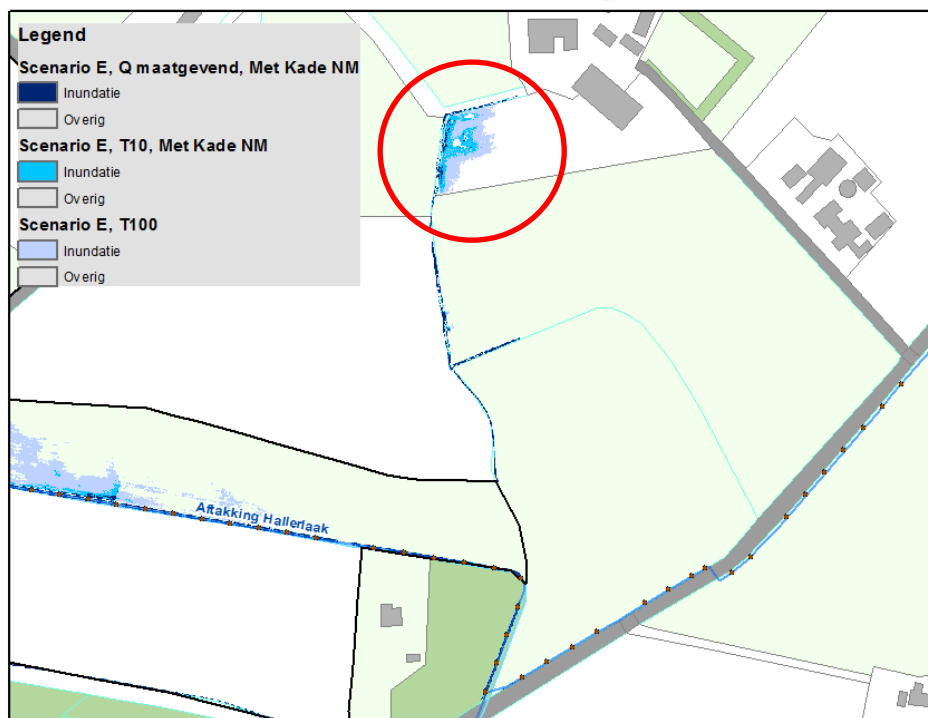 Legend
Scenario E, Q maatgevend, Met Kade NM
Inundatie
Overig
Scenario E, T10, Met Kade NM
Inundatie
Overig
Scenario E, T100
Inundatie
Overig
Aftakking Hallerlaak